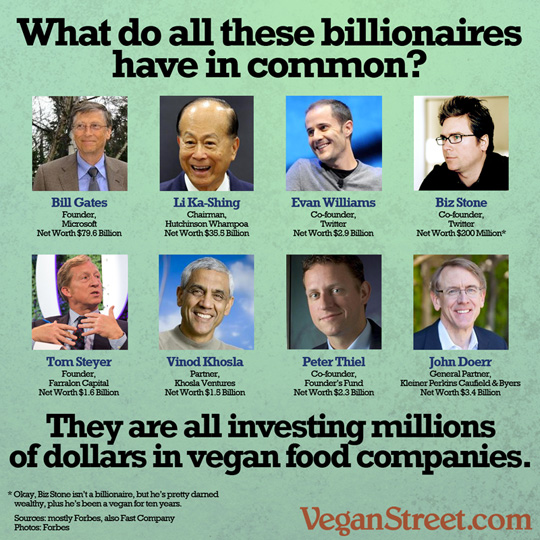 What do all these billionaires
have in common?
Bill Gates
Founder,
Microsoft
Net Worth $79.6 Billion
Li Ka-Shing
Chairman,
Hutchinson Whampoa
Net Worth $35.5 Billion
Evan Williams
Co-founder,
Twitter
Net Worth $2.9 Billion
Biz Stone
Co-founder,
Twitter
Net Worth $200 Million*
Tom Steyer
Founder,
Farralon Capital
Net Worth $1.6 Billion
Vinod Khosla
Partner,
Khosla Ventures
Net Worth $1.5 Billion
Peter Thiel
Co-founder,
Founder's Fund
Net Worth $2.3 Billion
John Doerr
General Partner,
Kleiner Perkins Caufield & Byers
Net Worth $3.4 Billion
They are all investing millions
of dollars in vegan food companies.
* Okay, Biz Stone isn't a billionaire, but he's pretty darned
wealthy, plus he's been a vegan for ten years.
Sources: mostly Forbes, also Fast Company
Photos: Forbes
VeganStreet.com